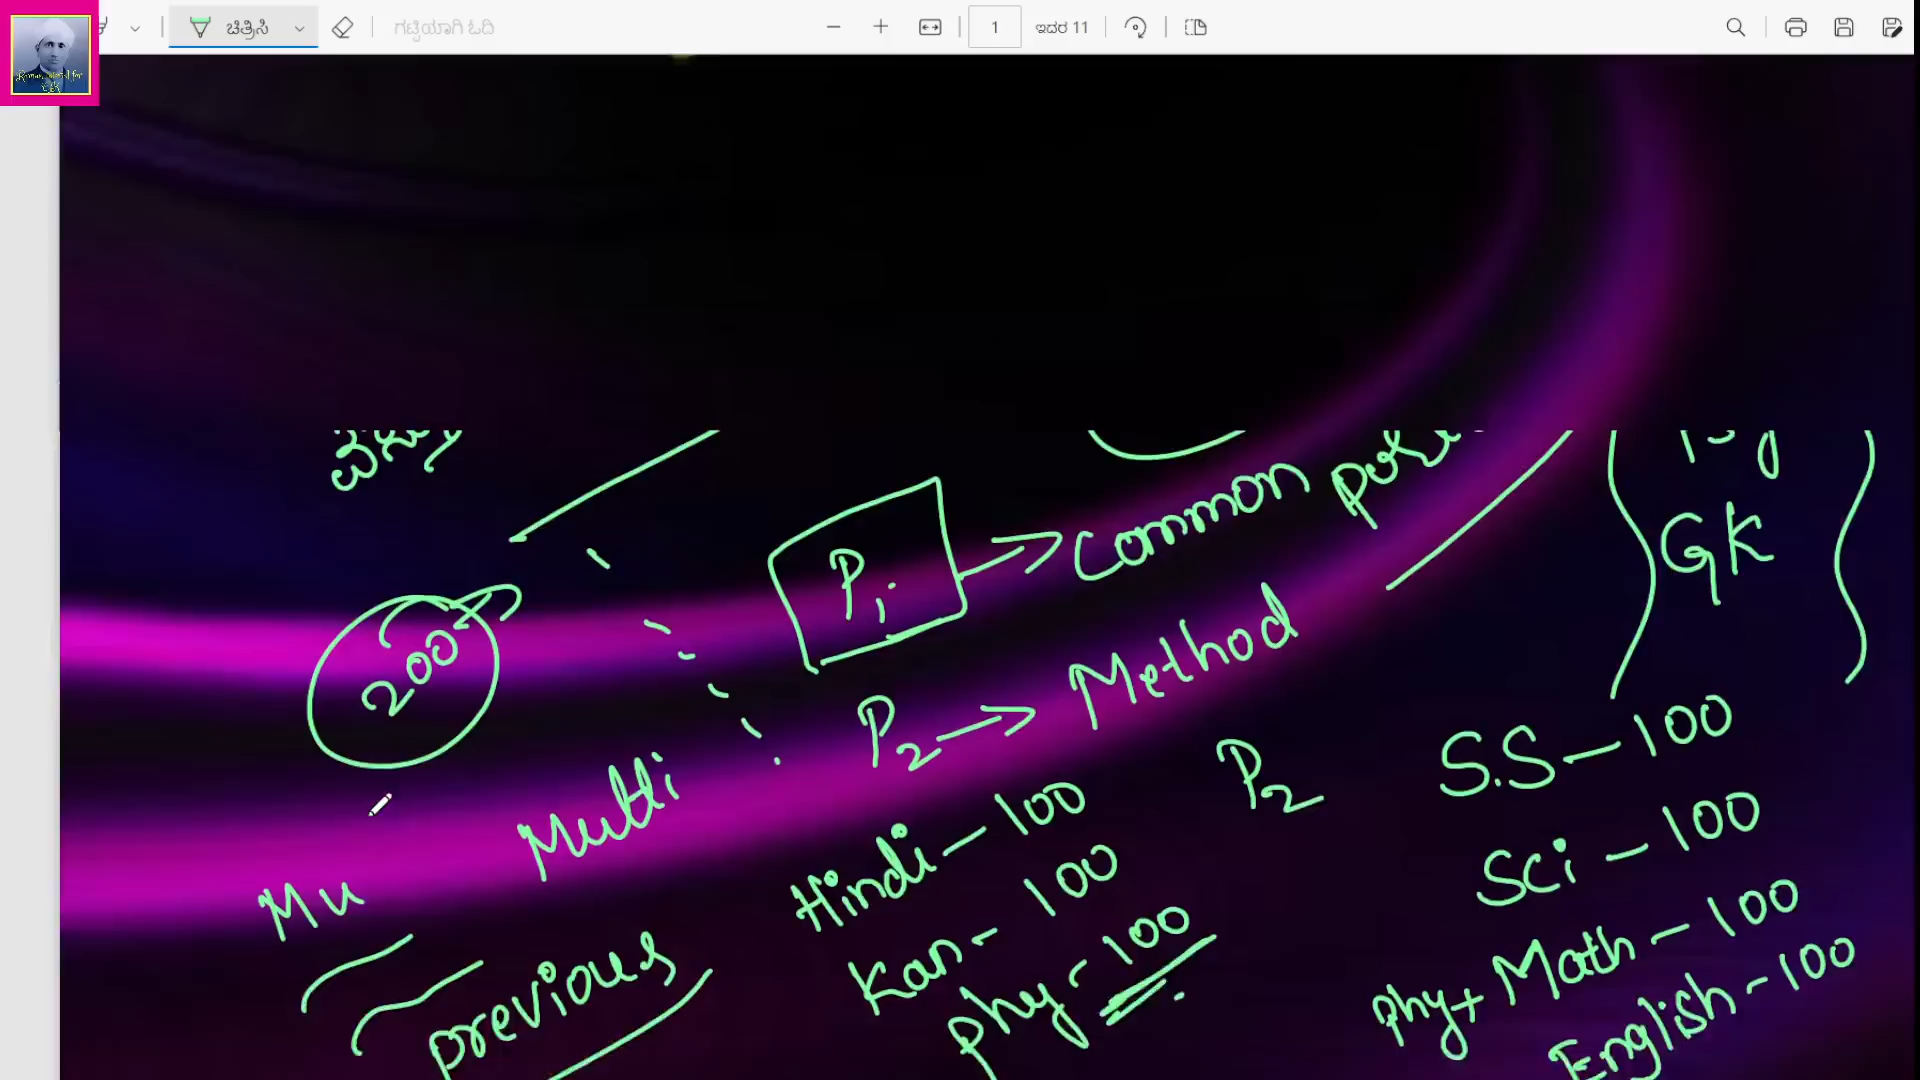 ಚಿತ್ರಿಸಿ
ಗಟ್ಟಿಯಾಗಿ ಓದಿ
1
ಇದರ 11
Common
GK
P1
200
P2 → Method
P2
S.S - 100
Multi
Hindi - 100
Sci - 100
Mu
Kan - 100
Phy + Math - 100
previous
phy - 100
English - 100